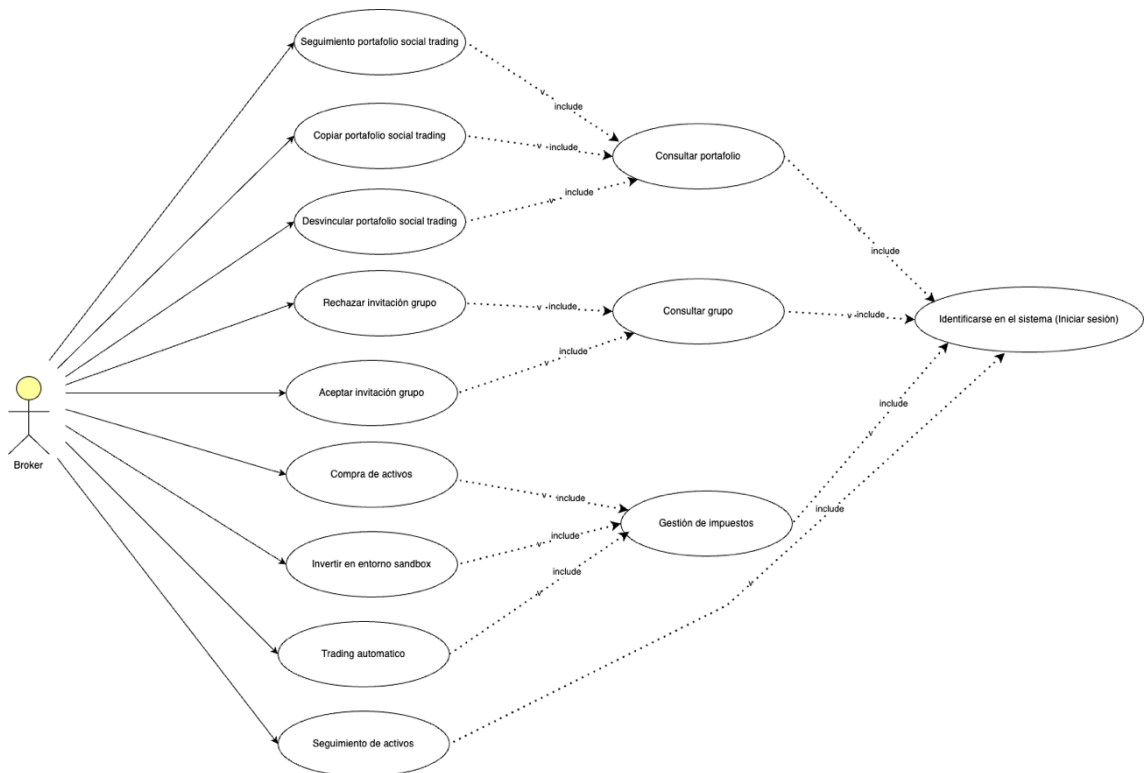 Seguimiento portafolio social trading
include
Copiar portafolio social trading
v include
Consultar portafolio
include
Desvincular portafolio social trading
v
include
Rechazar invitación grupo
v include
Consultar grupo
v include
Identificarse en el sistema (Iniciar sesión)
include
Aceptar invitación grupo
include
Broker
Compra de activos
v include
Gestión de impuestos
include
Invertir en entorno sandbox
v include
include
Trading automatico
Seguimiento de activos